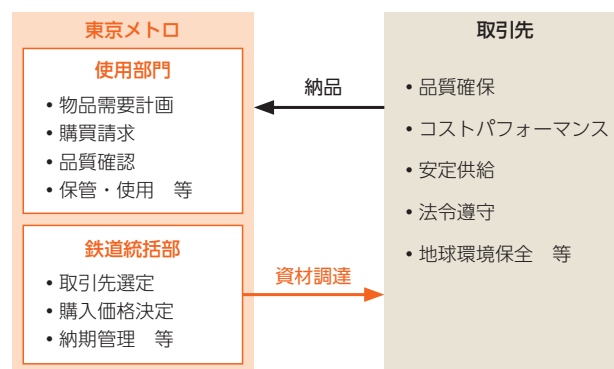 東京メトロ
使用部門
•物品需要計画
•購買請求
•品質確認
•保管・使用　等
鉄道統括部
•取引先選定
•購入価格決定
•納期管理　等
納品
資材調達
取引先
•品質確保
•コストパフォーマンス
•安定供給
•法令遵守
•地球環境保全　等